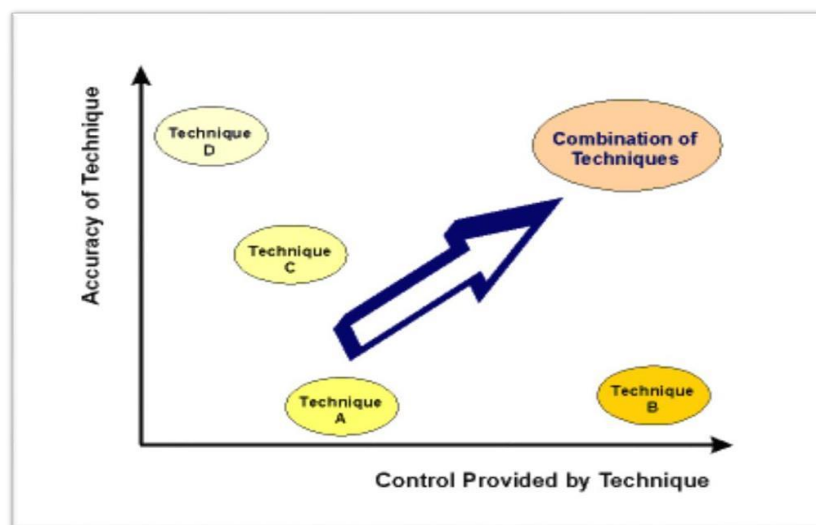 Accuracy of Technique
Technique
D
Combination of
Techniques
Technique
C
Technique
A
Technique
B
Control Provided by Technique